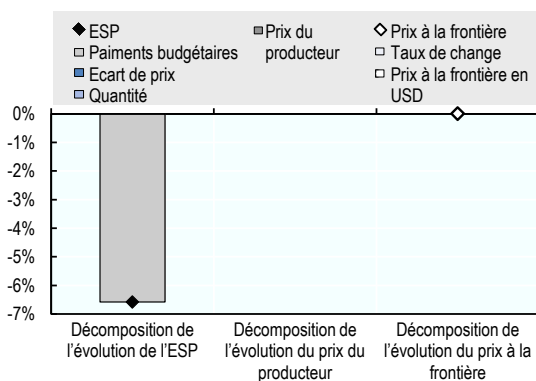 ESP
Paiments budgétaires
Ecart de prix
Quantité
Prix du
producteur
Prix à la frontière
Taux de change
Prix à la frontière en
USD
0%
-1%
-2%
-3%
-4%
-5%
-6%
-7%
Décomposition de
l’évolution de l’ESP
Décomposition de
l’évolution du prix du
producteur
Décomposition de
l’évolution du prix à la
frontière